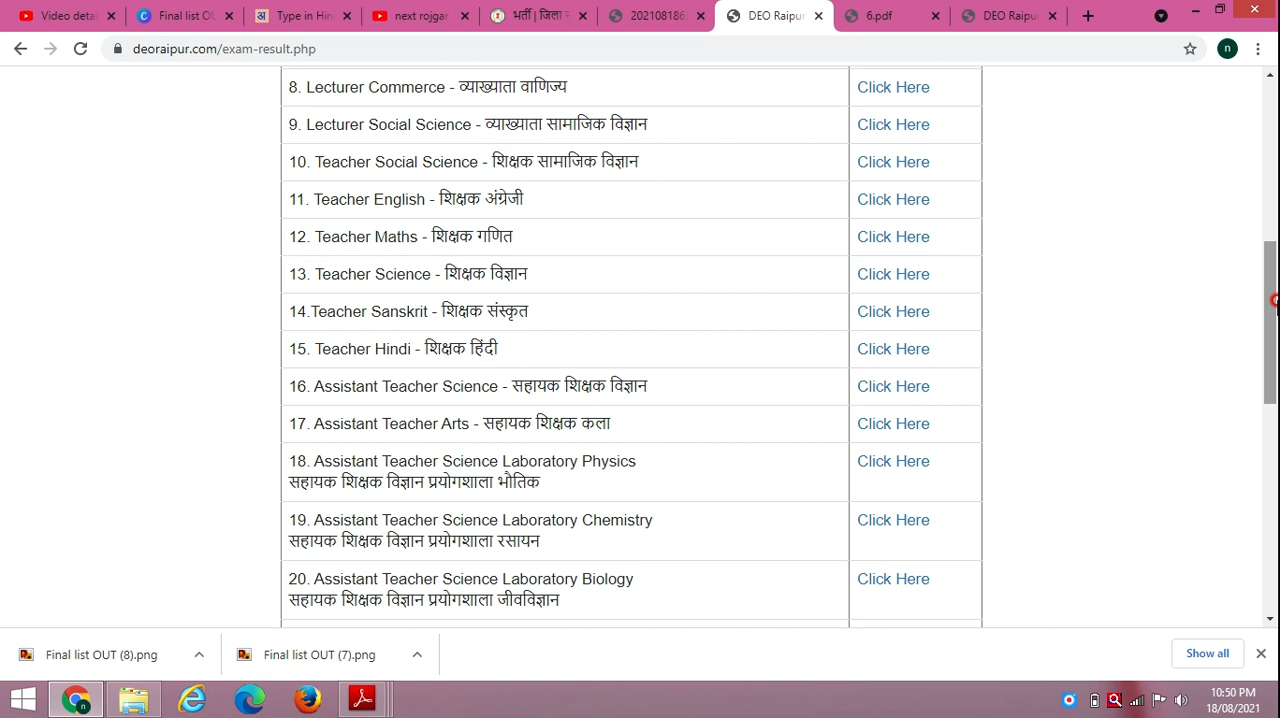 Video detai
Final list OU
Type in Hin
next rojgar
भर्ती | जिला र
2021081862
DEO Raipur
6.pdf
DEO Raipur
deoraipur.com/exam-result.php
n
8. Lecturer Commerce - व्याख्याता वाणिज्य Click Here
9. Lecturer Social Science - व्याख्याता सामाजिक विज्ञान Click Here
10. Teacher Social Science - शिक्षक सामाजिक विज्ञान Click Here
11. Teacher English - शिक्षक अंग्रेजी Click Here
12. Teacher Maths - शिक्षक गणित Click Here
13. Teacher Science - शिक्षक विज्ञान Click Here
14.Teacher Sanskrit - शिक्षक संस्कृत Click Here
15. Teacher Hindi - शिक्षक हिंदी Click Here
16. Assistant Teacher Science - सहायक शिक्षक विज्ञान Click Here
17. Assistant Teacher Arts - सहायक शिक्षक कला Click Here
18. Assistant Teacher Science Laboratory Physics Click Here
सहायक शिक्षक विज्ञान प्रयोगशाला भौतिक
19. Assistant Teacher Science Laboratory Chemistry Click Here
सहायक शिक्षक विज्ञान प्रयोगशाला रसायन
20. Assistant Teacher Science Laboratory Biology Click Here
सहायक शिक्षक विज्ञान प्रयोगशाला जीवविज्ञान
Final list OUT (8).png
Final list OUT (7).png
Show all
10:50 PM
18/08/2021